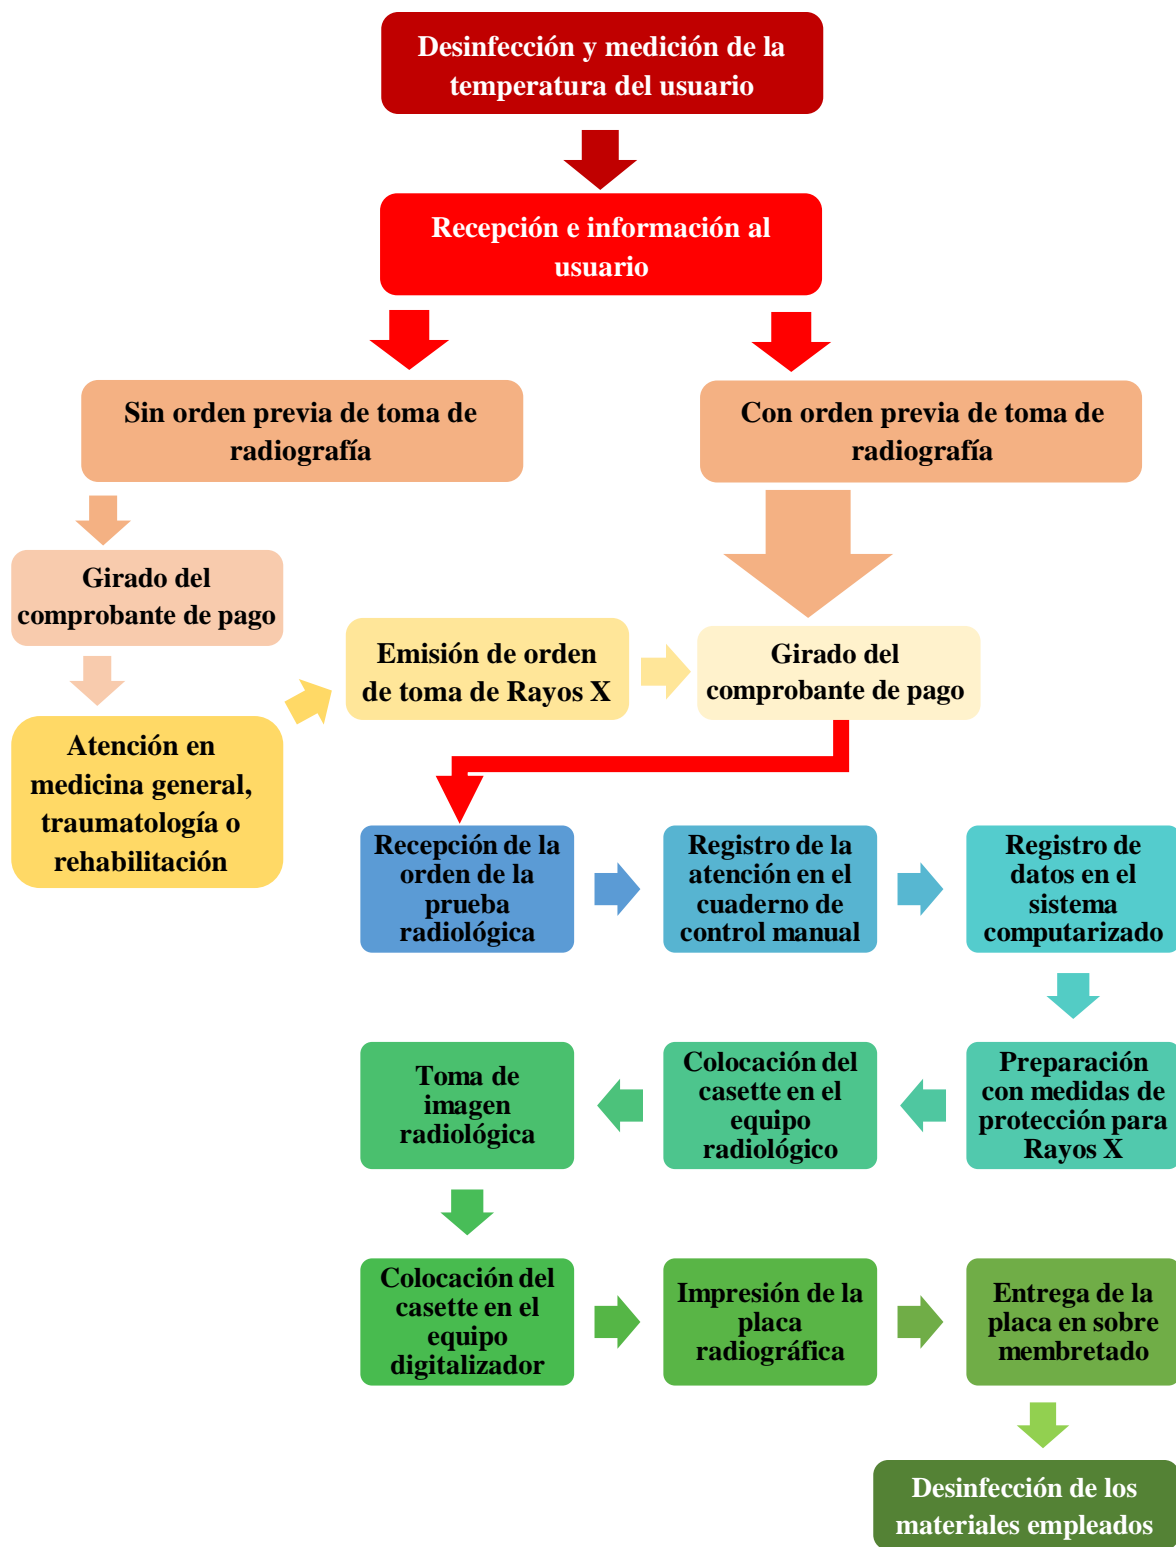 Desinfección y medición de la
temperatura del usuario
Recepción e información al
usuario
Sin orden previa de toma de
radiografía
Con orden previa de toma de
radiografía
Girado del
comprobante de pago
Atención en
medicina general,
traumatología o
rehabilitación
Emisión de orden
de toma de Rayos X
Girado del
comprobante de pago
Recepción de la
orden de la
prueba
radiológica
Registro de la
atención en el
cuaderno de
control manual
Registro de
datos en el
sistema
computarizado
Preparación
con medidas de
protección para
Rayos X
Colocación del
casette en el
equipo
radiológico
Toma de
imagen
radiológica
Colocación del
casette en el
equipo
digitalizador
Impresión de la
placa
radiográfica
Entrega de la
placa en sobre
membretado
Desinfección de los
materiales empleados